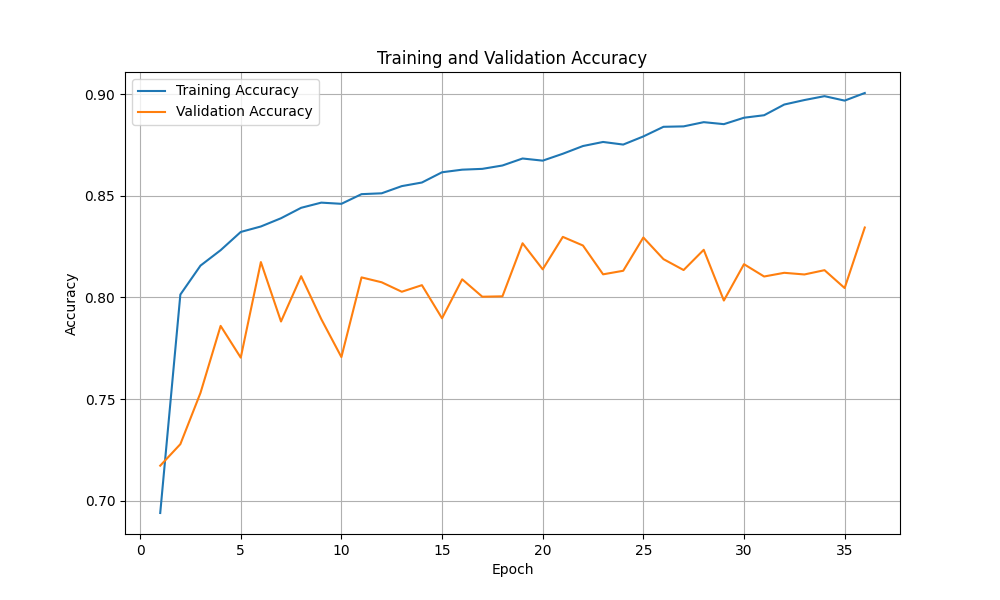 Training and Validation Accuracy
Training Accuracy
Validation Accuracy
Accuracy
0.90
0.85
0.80
0.75
0.70
0 5 10 15 20 25 30 35
Epoch